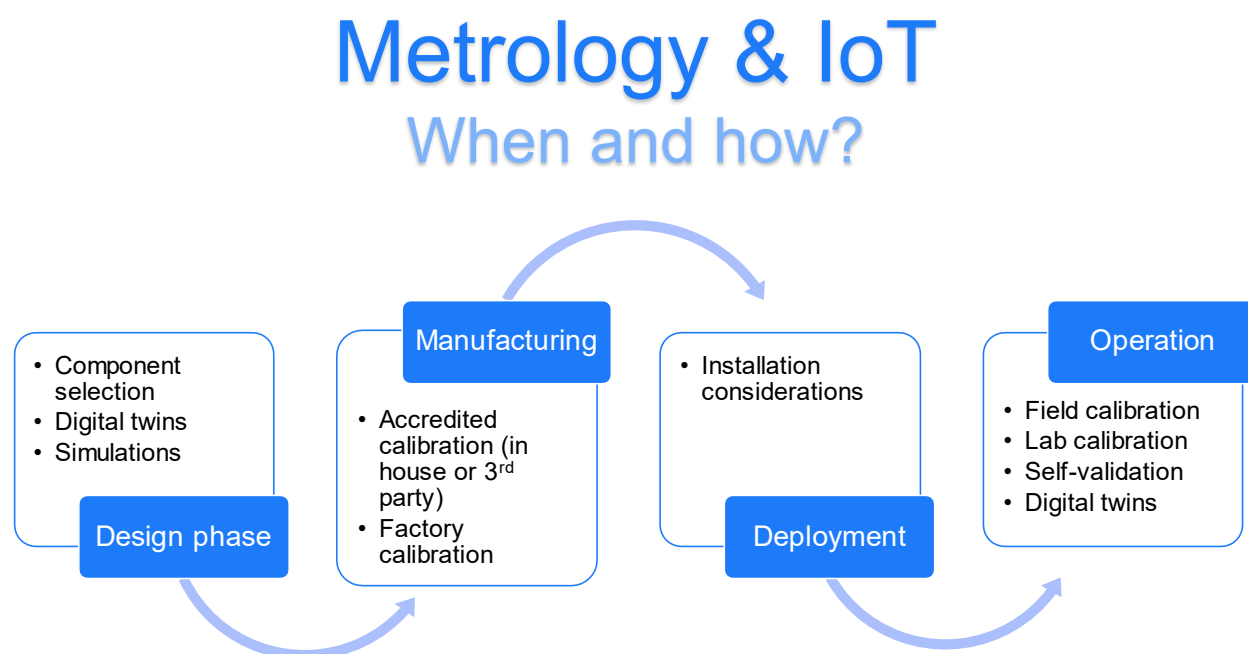 Metrology & IoT
When and how?
• Component
selection
• Digital twins
• Simulations
Design phase
Manufacturing
• Accredited
calibration (in
house or 3rd
party)
• Factory
calibration
• Installation
considerations
Deployment
Operation
• Field calibration
• Lab calibration
• Self-validation
• Digital twins